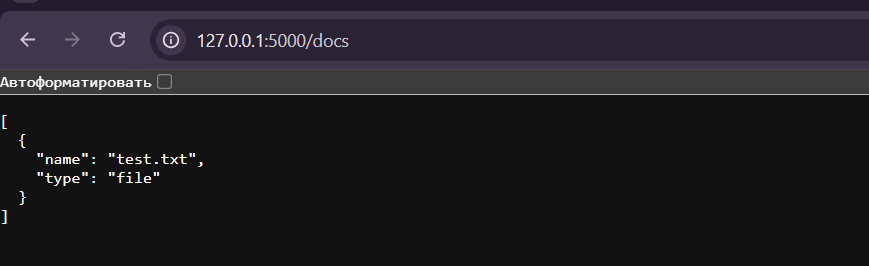 127.0.0.1:5000/docs
Автоформатировать
[
  {
    "name": "test.txt",
    "type": "file"
  }
]